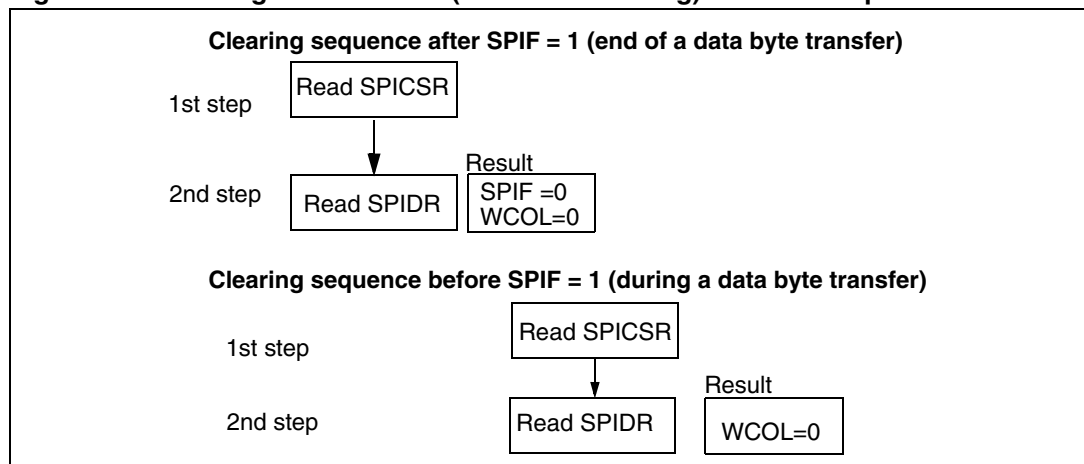 Clearing sequence after SPIF = 1 (end of a data byte transfer)
1st step
Read SPICSR
Result
2nd step
Read SPIDR
SPIF =0
WCOL=0
Clearing sequence before SPIF = 1 (during a data byte transfer)
1st step
Read SPICSR
Result
2nd step
Read SPIDR
WCOL=0